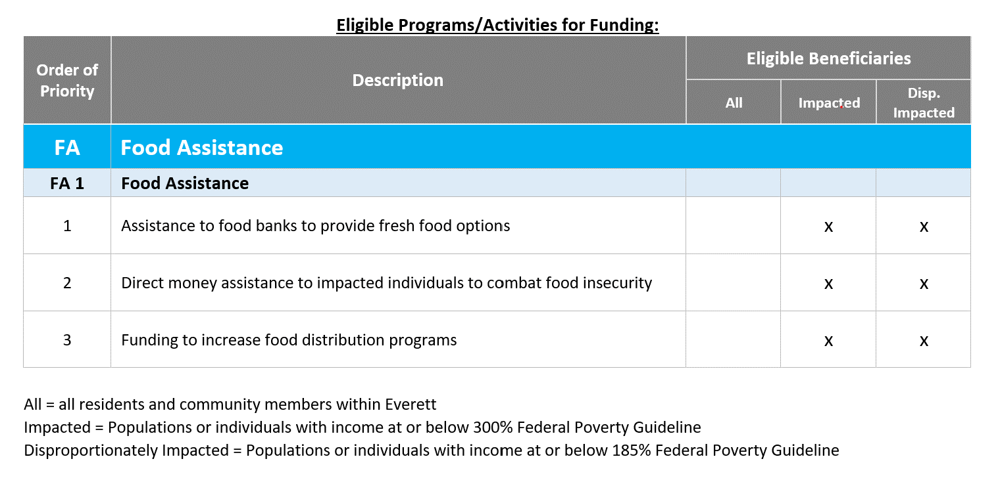 Eligible Programs/Activities for Funding:
Order of
Priority
Description
Eligible Beneficiaries
All
Impacted
Disp.
Impacted
FA Food Assistance
FA 1 Food Assistance
1 Assistance to food banks to provide fresh food options x x
2 Direct money assistance to impacted individuals to combat food insecurity x x
3 Funding to increase food distribution programs x x
All = all residents and community members within Everett
Impacted = Populations or individuals with income at or below 300% Federal Poverty Guideline
Disproportionately Impacted = Populations or individuals with income at or below 185% Federal Poverty Guideline